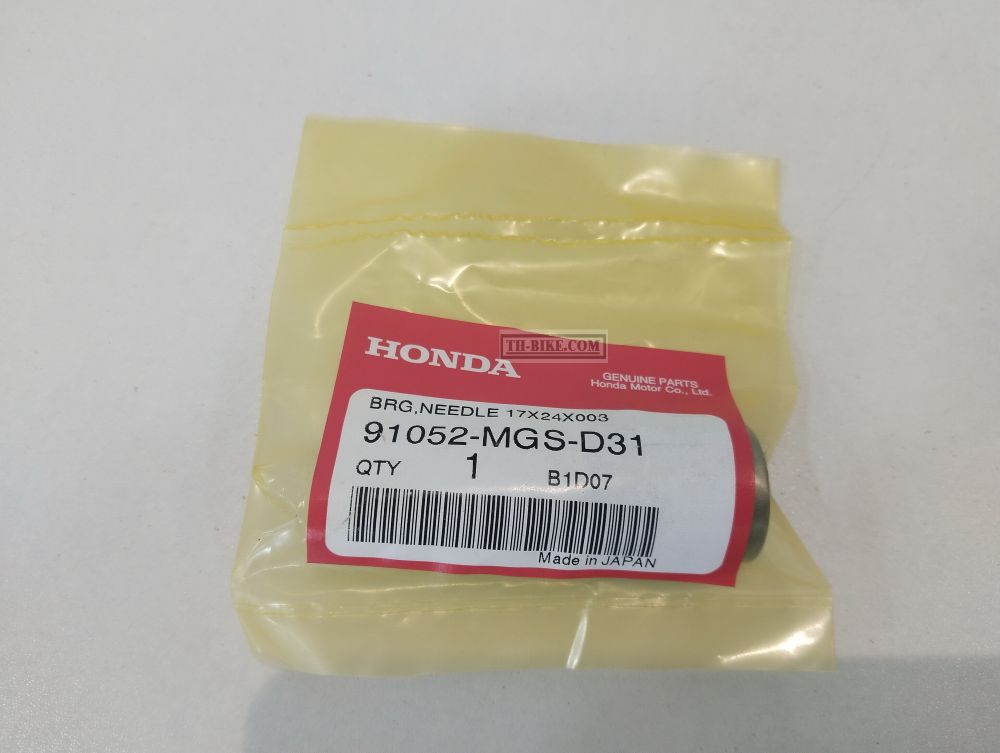 TH-BIKE.COM
HONDA
GENUINE PARTS
Honda Motor Co., Ltd.
BRG,NEEDLE 17X24X003
91052-MGS-D31
QTY 1 B1D07
Made in JAPAN